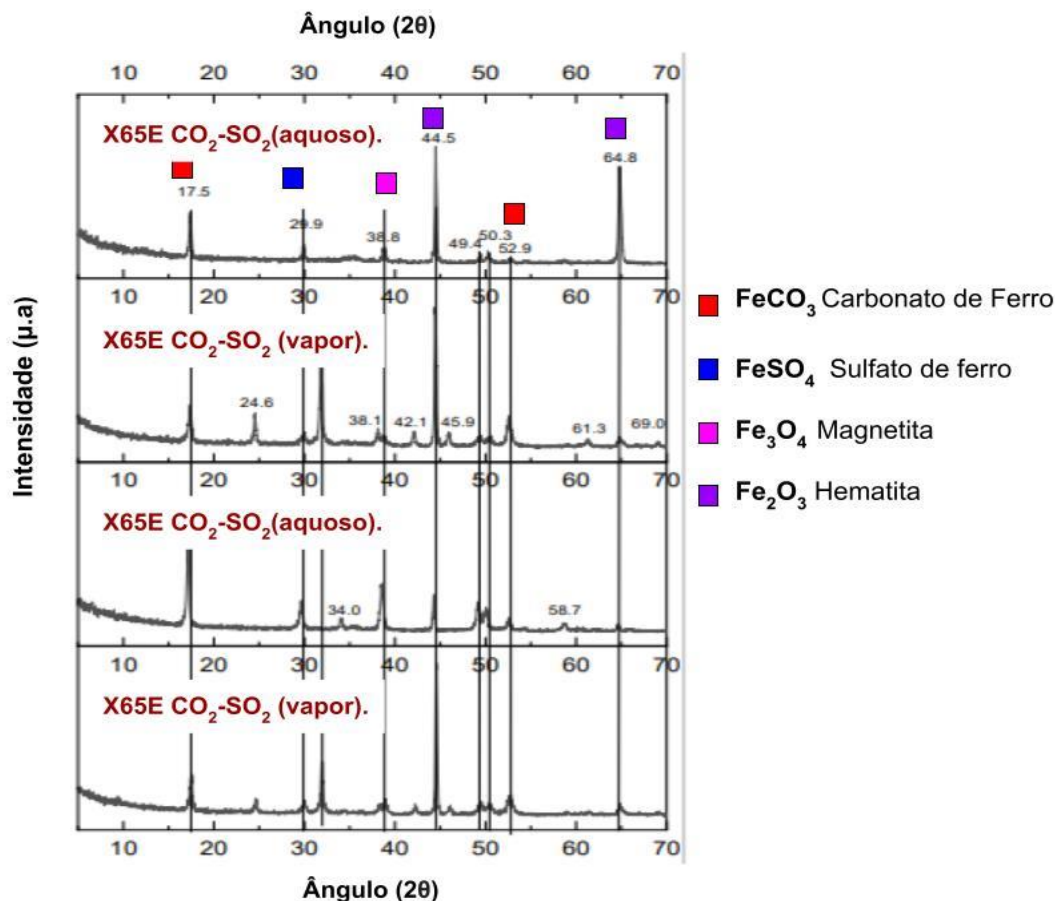 Ângulo (2θ)
10 20 30 40 50 60 70
X65E CO₂-SO₂(aquoso).
17.5
29.9
38.8
44.5
49.4
50.3
52.9
64.8
10 20 30 40 50 60 70
X65E CO₂-SO₂ (vapor).
24.6
38.1
42.1
45.9
61.3
69.0
10 20 30 40 50 60 70
X65E CO₂-SO₂(aquoso).
34.0
58.7
10 20 30 40 50 60 70
X65E CO₂-SO₂ (vapor).
10 20 30 40 50 60 70
Ângulo (2θ)
Intensidade (μ.a)
FeCO₃ Carbonato de Ferro
FeSO₄ Sulfato de ferro
Fe₃O₄ Magnetita
Fe₂O₃ Hematita